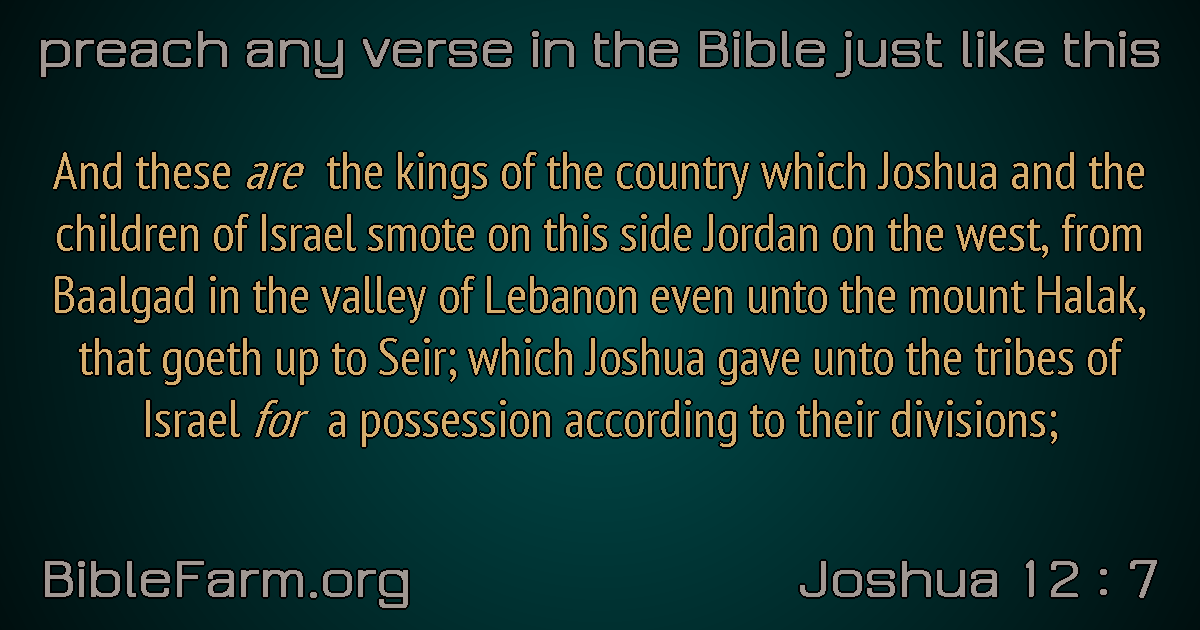 preach any verse in the Bible just like this
And these are the kings of the country which Joshua and the
children of Israel smote on this side Jordan on the west, from
Baalgad in the valley of Lebanon even unto the mount Halak,
that goeth up to Seir; which Joshua gave unto the tribes of
Israel for a possession according to their divisions;
BibleFarm.org
Joshua 12 : 7